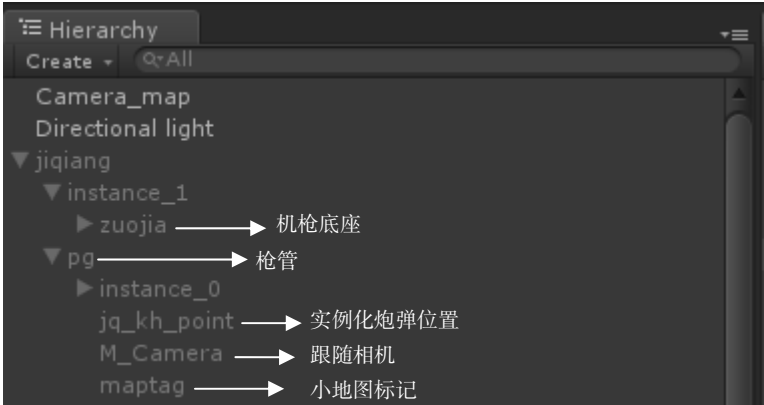 Hierarchy
Create All
Camera_map
Directional light
jiqiang
instance_1
zuojia 机枪底座
pg 枪管
instance_0
jq_kh_point 实例化炮弹位置
M_Camera 跟随相机
maptag 小地图标记